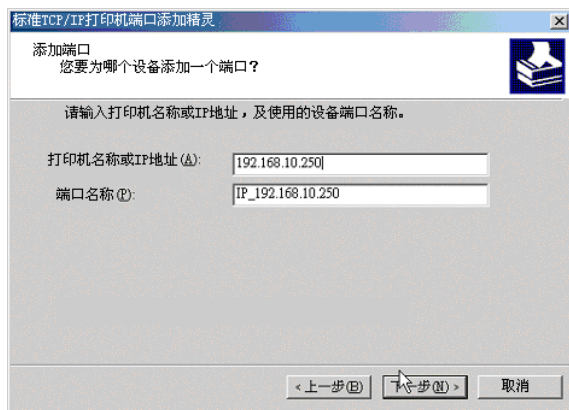 标准TCP/IP打印机端口添加精灵
添加端口
您要为哪个设备添加一个端口?
请输入打印机名称或IP地址,及使用的设备端口名称。
打印机名称或IP地址(A): 192.168.10.250
端口名称(P): IP_192.168.10.250
<上一步(B) 下一步(N)> 取消